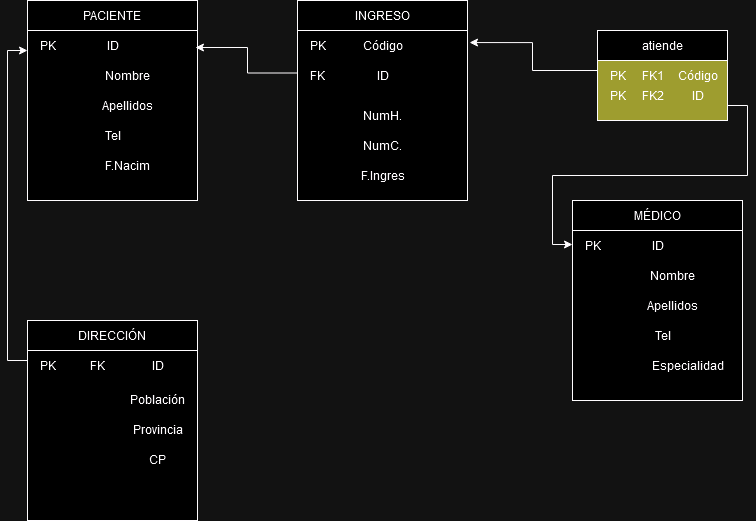 PACIENTE
PK ID
Nombre
Apellidos
Tel
F.Nacim
INGRESO
PK Código
FK ID
NumH.
NumC.
F.Ingres
atiende
PK FK1 Código
PK FK2 ID
MÉDICO
PK ID
Nombre
Apellidos
Tel
Especialidad
DIRECCIÓN
PK FK ID
Población
Provincia
CP